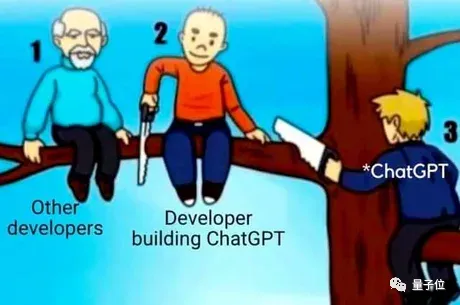 1
2
3
*ChatGPT
Other
developers
Developer
building ChatGPT
量子位